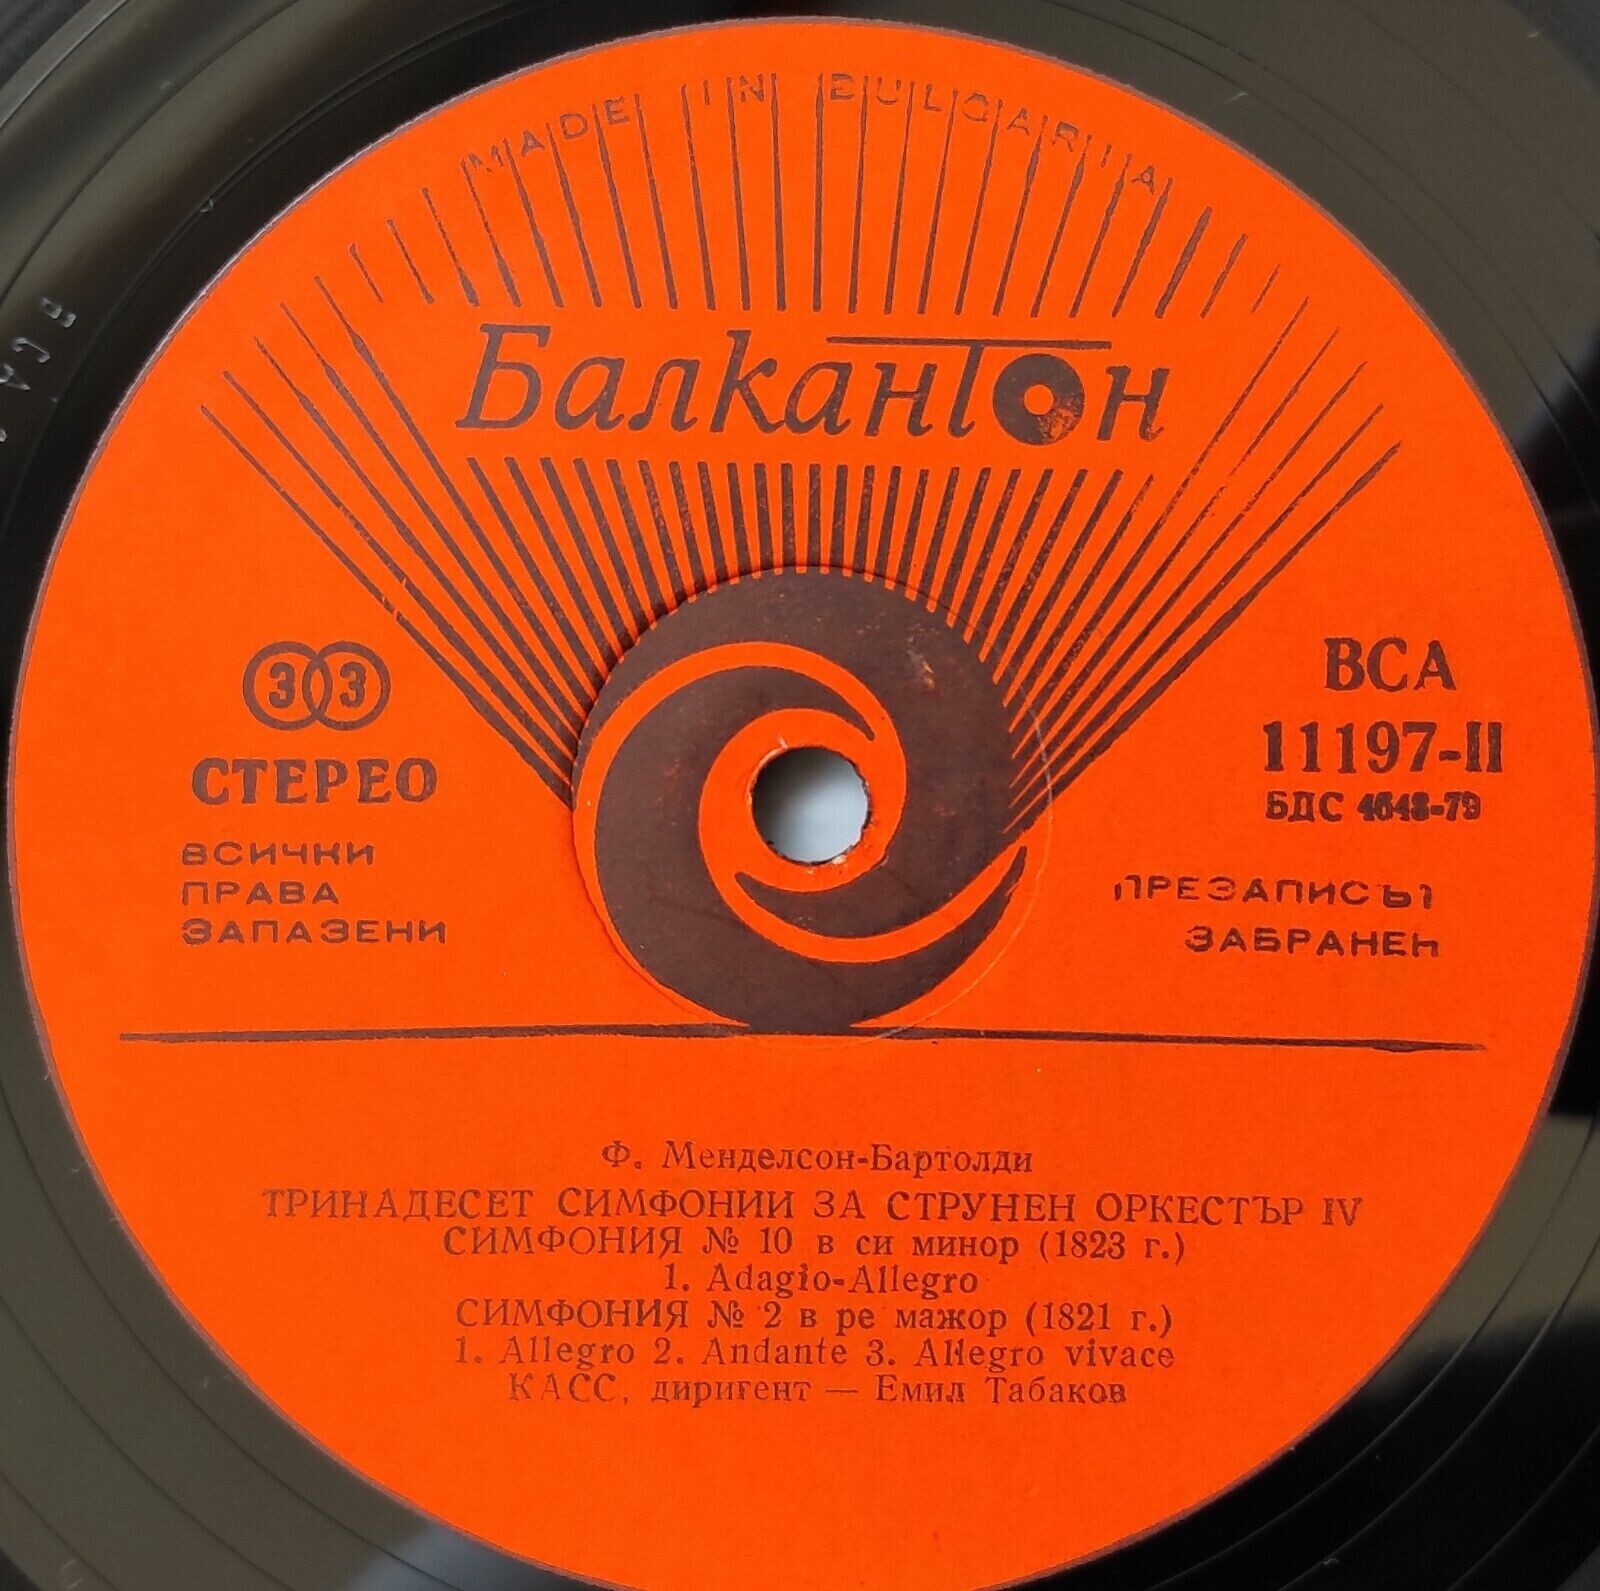 MADE IN BULGARIA
Балкантон
33
СТЕРЕО
ВСИЧКИ
ПРАВА
ЗАПАЗЕНИ
ВСА
11197-II
БДС 4648-79
ПРЕЗАПИСЪТ
ЗАБРАНЕН
Ф. Менделсон-Бартолди
ТРИНАДЕСЕТ СИМФОНИИ ЗА СТРУНЕН ОРКЕСТЪР IV
СИМФОНИЯ № 10 в си минор (1823 г.)
1. Adagio-Allegro
СИМФОНИЯ № 2 в ре мажор (1821 г.)
1. Allegro 2. Andante 3. Allegro vivace
КАСС, диригент — Емил Табаков